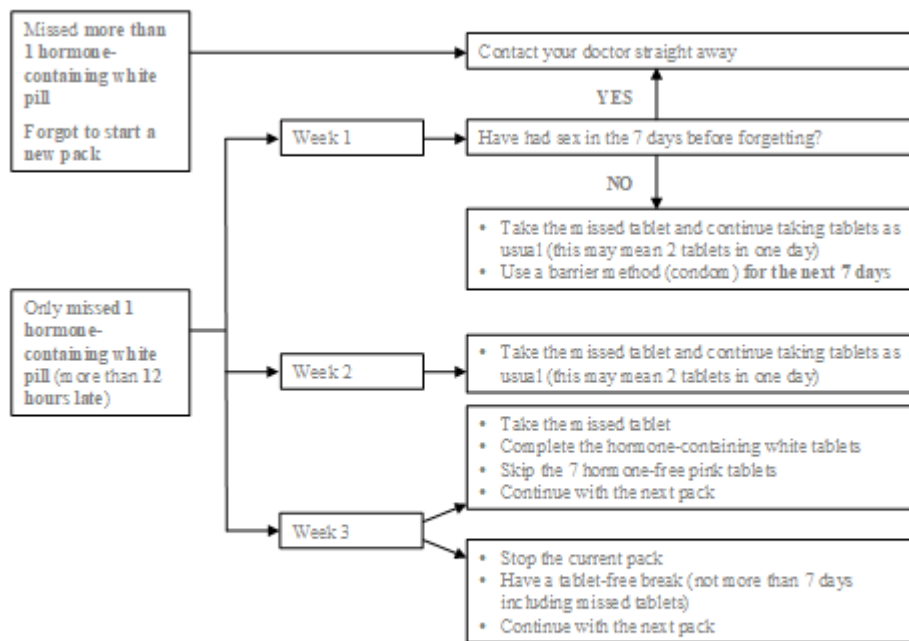 Missed more than
1 hormone-
containing white
pill
Forgot to start a
new pack
Contact your doctor straight away
YES
Week 1
Have had sex in the 7 days before forgetting?
NO
• Take the missed tablet and continue taking tablets as
usual (this may mean 2 tablets in one day)
• Use a barrier method (condom) for the next 7 days
Only missed 1
hormone-
containing white
pill (more than 12
hours late)
Week 2
• Take the missed tablet and continue taking tablets as
usual (this may mean 2 tablets in one day)
• Take the missed tablet
• Complete the hormone-containing white tablets
• Skip the 7 hormone-free pink tablets
• Continue with the next pack
Week 3
• Stop the current pack
• Have a tablet-free break (not more than 7 days
including missed tablets)
• Continue with the next pack